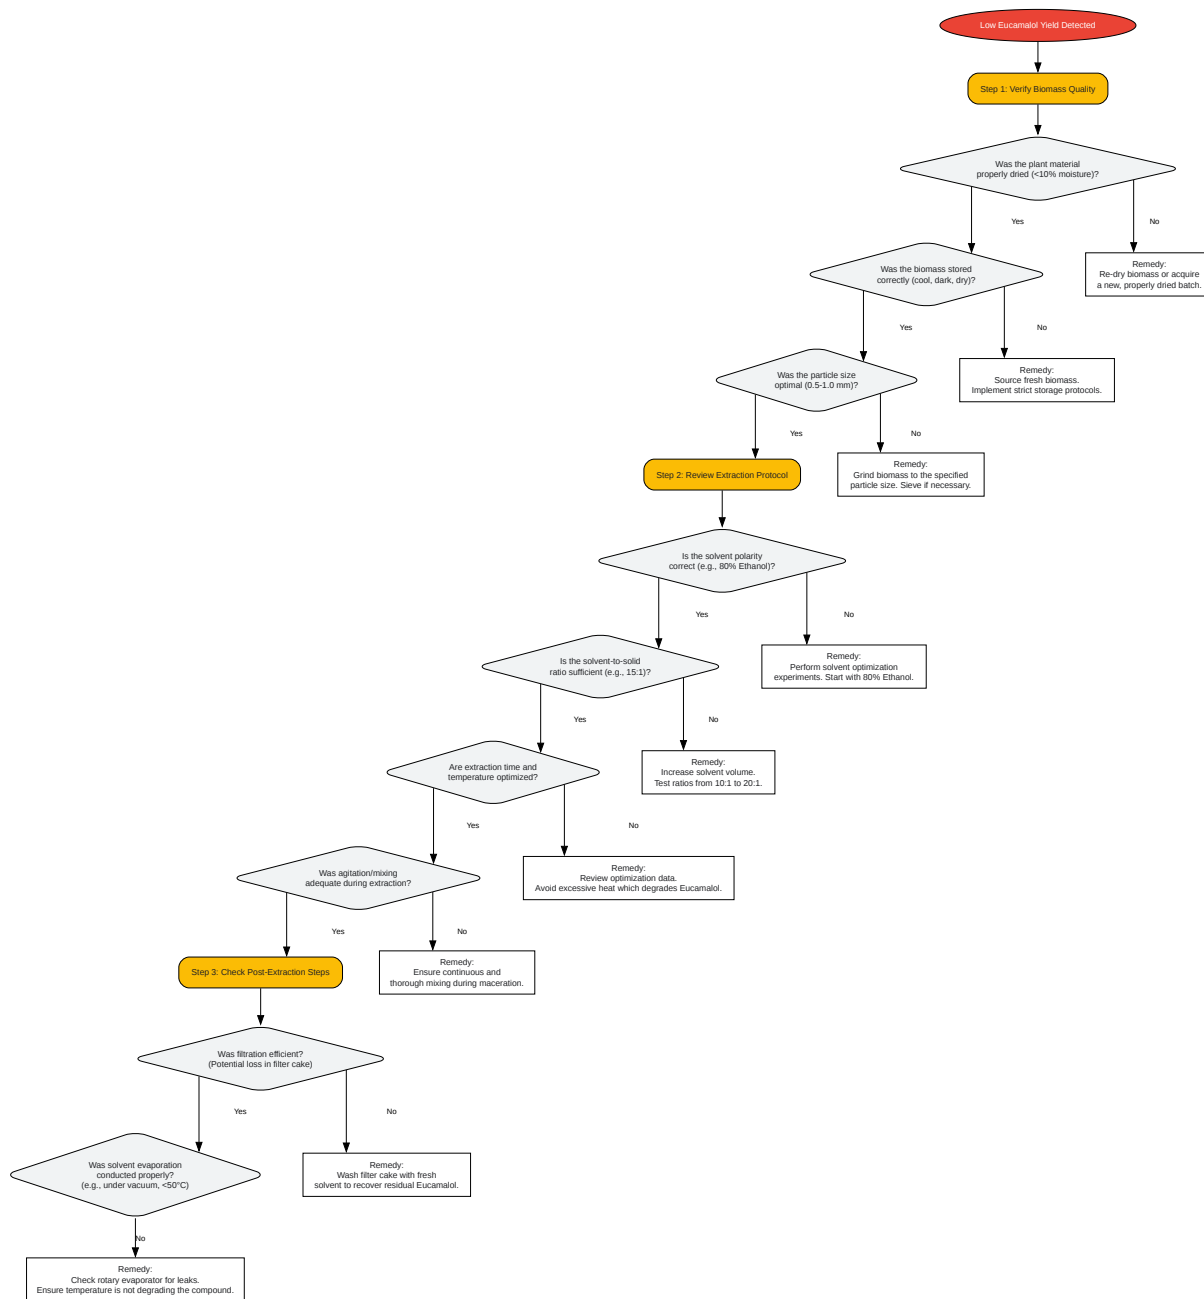 Low Eucamalol Yield Detected
Step 1: Verify Biomass Quality
Was the plant material
properly dried (<10% moisture)?
Yes
No
Remedy:
Re-dry biomass or acquire
a new, properly dried batch.
Was the biomass stored
correctly (cool, dark, dry)?
Yes
No
Remedy:
Source fresh biomass.
Implement strict storage protocols.
Was the particle size
optimal (0.5-1.0 mm)?
Yes
No
Remedy:
Grind biomass to the specified
particle size. Sieve if necessary.
Step 2: Review Extraction Protocol
Is the solvent polarity
correct (e.g., 80% Ethanol)?
Yes
No
Remedy:
Perform solvent optimization
experiments. Start with 80% Ethanol.
Is the solvent-to-solid
ratio sufficient (e.g., 15:1)?
Yes
No
Remedy:
Increase solvent volume.
Test ratios from 10:1 to 20:1.
Are extraction time and
temperature optimized?
Yes
No
Remedy:
Review optimization data.
Avoid excessive heat which degrades Eucamalol.
Was agitation/mixing
adequate during extraction?
Yes
No
Remedy:
Ensure continuous and
thorough mixing during maceration.
Step 3: Check Post-Extraction Steps
Was filtration efficient?
(Potential loss in filter cake)
Yes
No
Remedy:
Wash filter cake with fresh
solvent to recover residual Eucamalol.
Was solvent evaporation
conducted properly?
(e.g., under vacuum, <50°C)
No
Remedy:
Check rotary evaporator for leaks.
Ensure temperature is not degrading the compound.